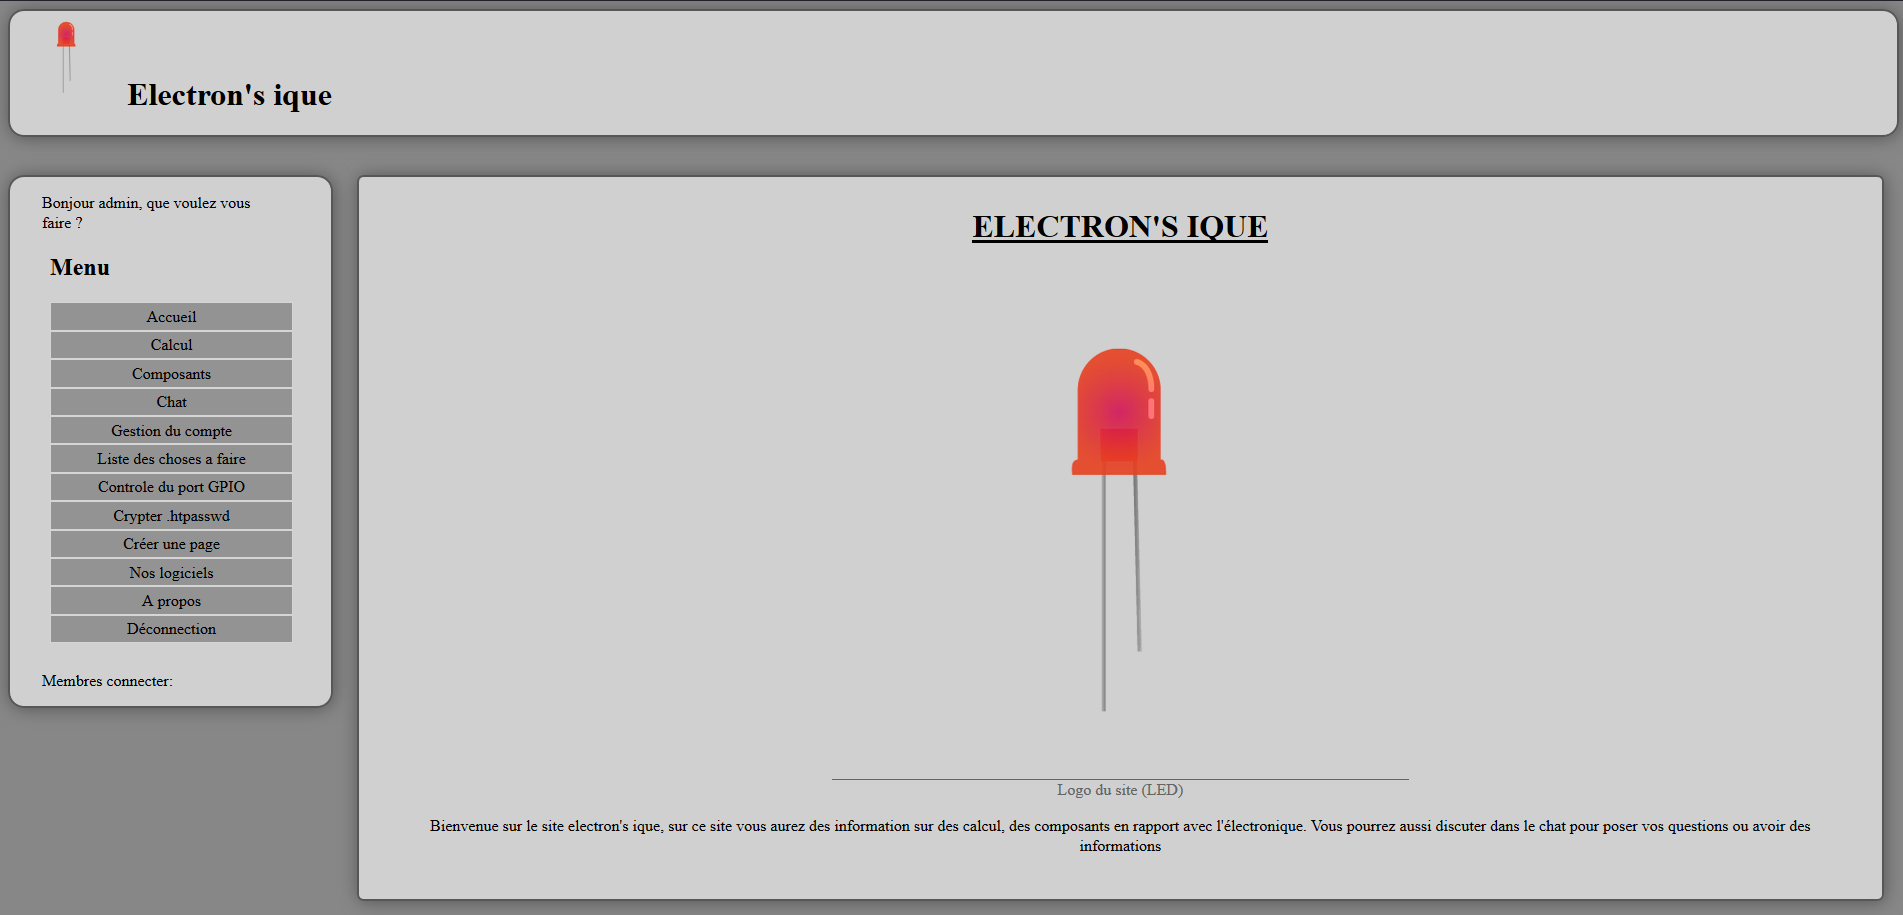 Electron's ique
Bonjour admin, que voulez vous
faire ?
Menu
Accueil
Calcul
Composants
Chat
Gestion du compte
Liste des choses a faire
Controle du port GPIO
Crypter .htpasswd
Créer une page
Nos logiciels
A propos
Déconnection
Membres connecter:
ELECTRON'S IQUE
Logo du site (LED)
Bienvenue sur le site electron's ique, sur ce site vous aurez des information sur des calcul, des composants en rapport avec l'électronique. Vous pourrez aussi discuter dans le chat pour poser vos questions ou avoir des
informations